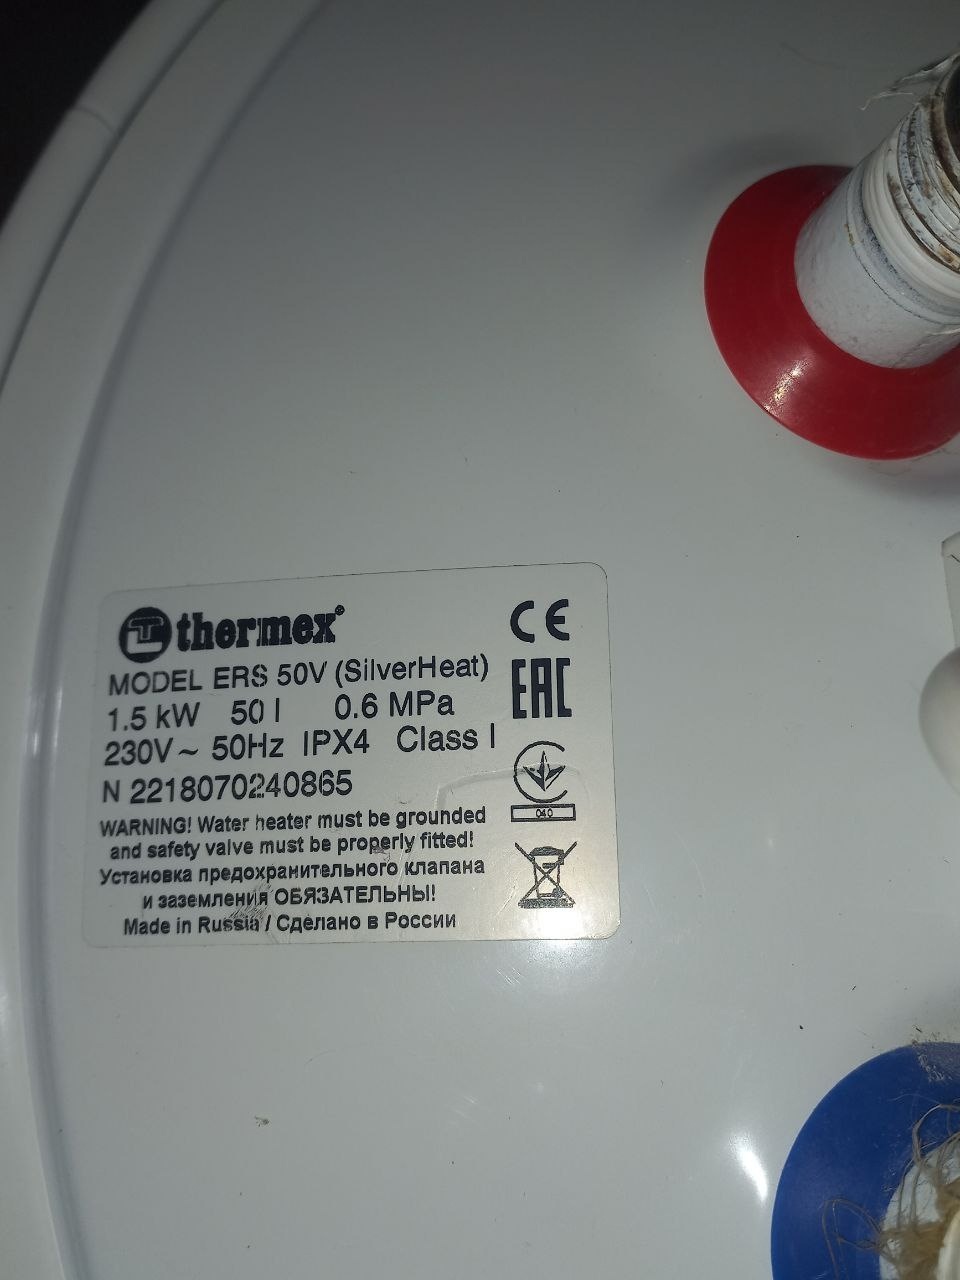 thermex®
CE
MODEL ERS 50V (SilverHeat)
EAC
1.5 kW 50 l 0.6 MPa
230V ~ 50Hz IPX4 Class I
N 2218070240865
040
WARNING! Water heater must be grounded
and safety valve must be properly fitted!
Установка предохранительного клапана
и заземления ОБЯЗАТЕЛЬНЫ!
Made in Russia / Сделано в России